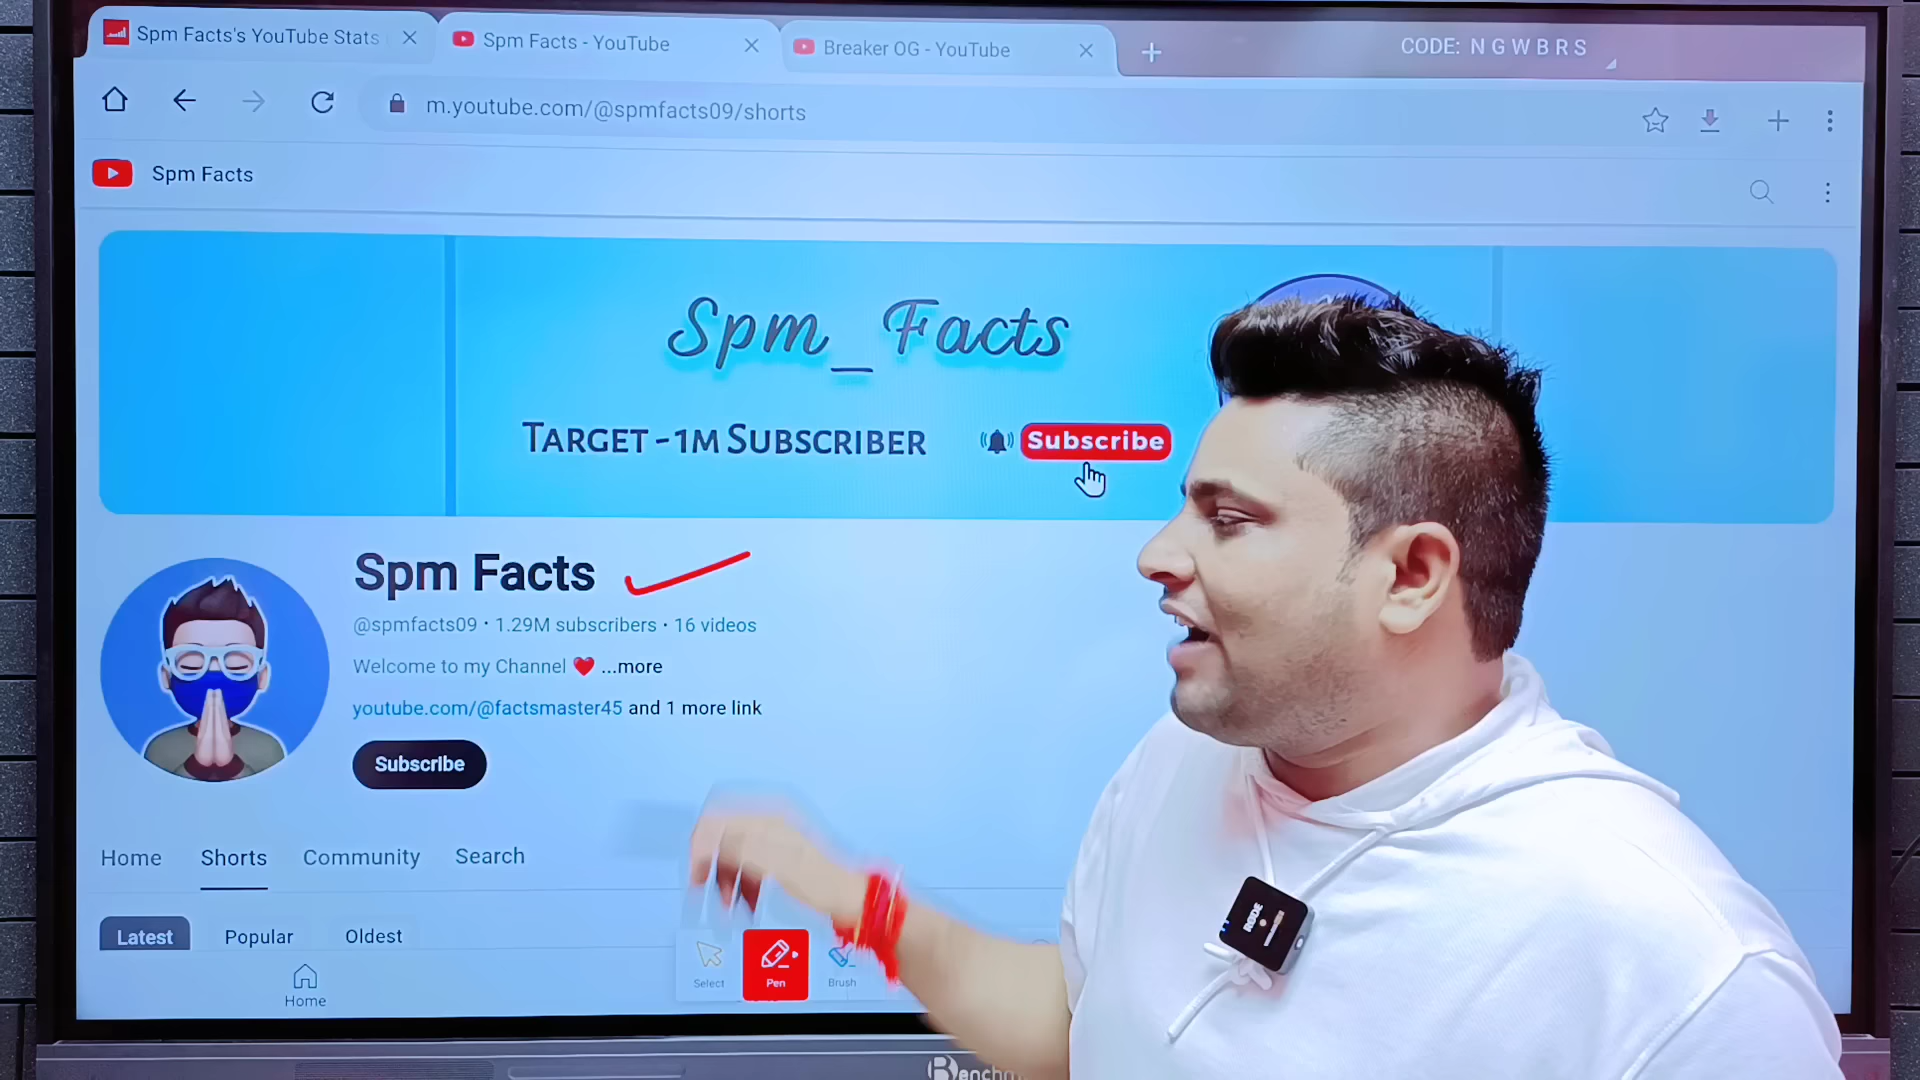 Spm Facts's YouTube Stats
Spm Facts - YouTube
Breaker OG - YouTube
CODE: N G W B R S
m.youtube.com/@spmfacts09/shorts
Spm Facts
Spm_Facts
TARGET -1M SUBSCRIBER
Subscribe
Spm Facts
@spmfacts09 • 1.29M subscribers • 16 videos
Welcome to my Channel ❤️ ...more
youtube.com/@factsmaster45 and 1 more link
Subscribe
Home
Shorts
Community
Search
Latest
Popular
Oldest
Home
Select
Pen
Brush
RØDE